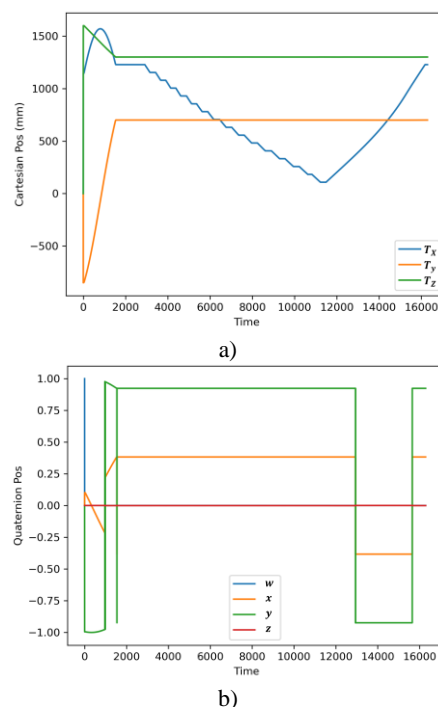 1500
1000
500
0
−500
Cartesian Pos (mm)
0 2000 4000 6000 8000 10000 12000 14000 16000
Time
T_X
T_y
T_Z
a)
1.00
0.75
0.50
0.25
0.00
−0.25
−0.50
−0.75
−1.00
Quaternion Pos
0 2000 4000 6000 8000 10000 12000 14000 16000
Time
w
x
y
z
b)